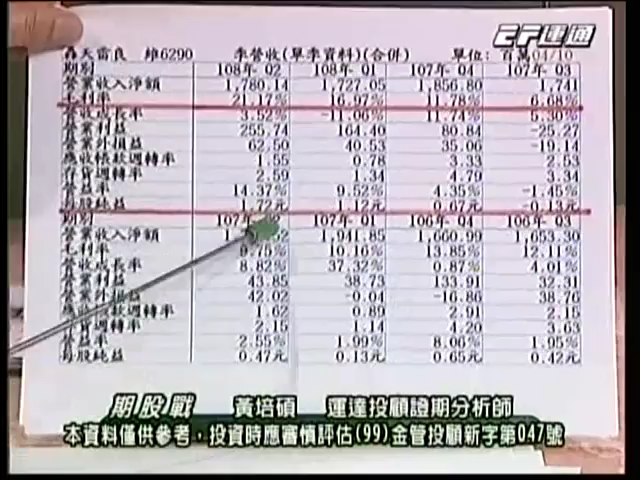 CT運通
轟天雷良 維6290 季營收(單季資料)(合併) 單位: 百萬04/10
期別 108年 Q2 108年 Q1 107年 Q4 107年 Q3
營業收入淨額 1,780.14 1,727.05 1,856.80 1,741
毛利率 21.17% 16.97% 11.78% 6.68%
營收成長率 3.52% -11.06% 11.74% 5.30%
營業利益 255.74 164.40 80.84 -25.27
營業外損益 62.50 40.53 35.06 -19.14
應收帳款週轉率 1.55 0.78 3.33 2.53
存貨週轉率 2.59 1.34 4.79 3.34
營益率 14.37% 9.52% 4.35% -1.45%
每股純益 1.72元 1.12元 0.67元 -0.13元
期別 107年 107年 Q1 106年 Q4 106年 Q3
營業收入淨額 1,941.85 1,660.99 1,653.30
毛利率 9.75% 10.16% 13.85% 12.11%
營收成長率 8.82% 37.32% 0.87% 4.01%
營業利益 43.85 38.73 133.91 32.31
營業外損益 42.02 -0.04 -16.86 38.76
應收帳款週轉率 1.62 0.89 2.91 2.15
存貨週轉率 2.15 1.14 4.20 3.63
營益率 2.55% 1.99% 8.06% 1.95%
每股純益 0.47元 0.13元 0.65元 0.42元
期股戰 黃培碩 運達投顧證期分析師
本資料僅供參考，投資時應審慎評估(99)金管投顧新字第047號